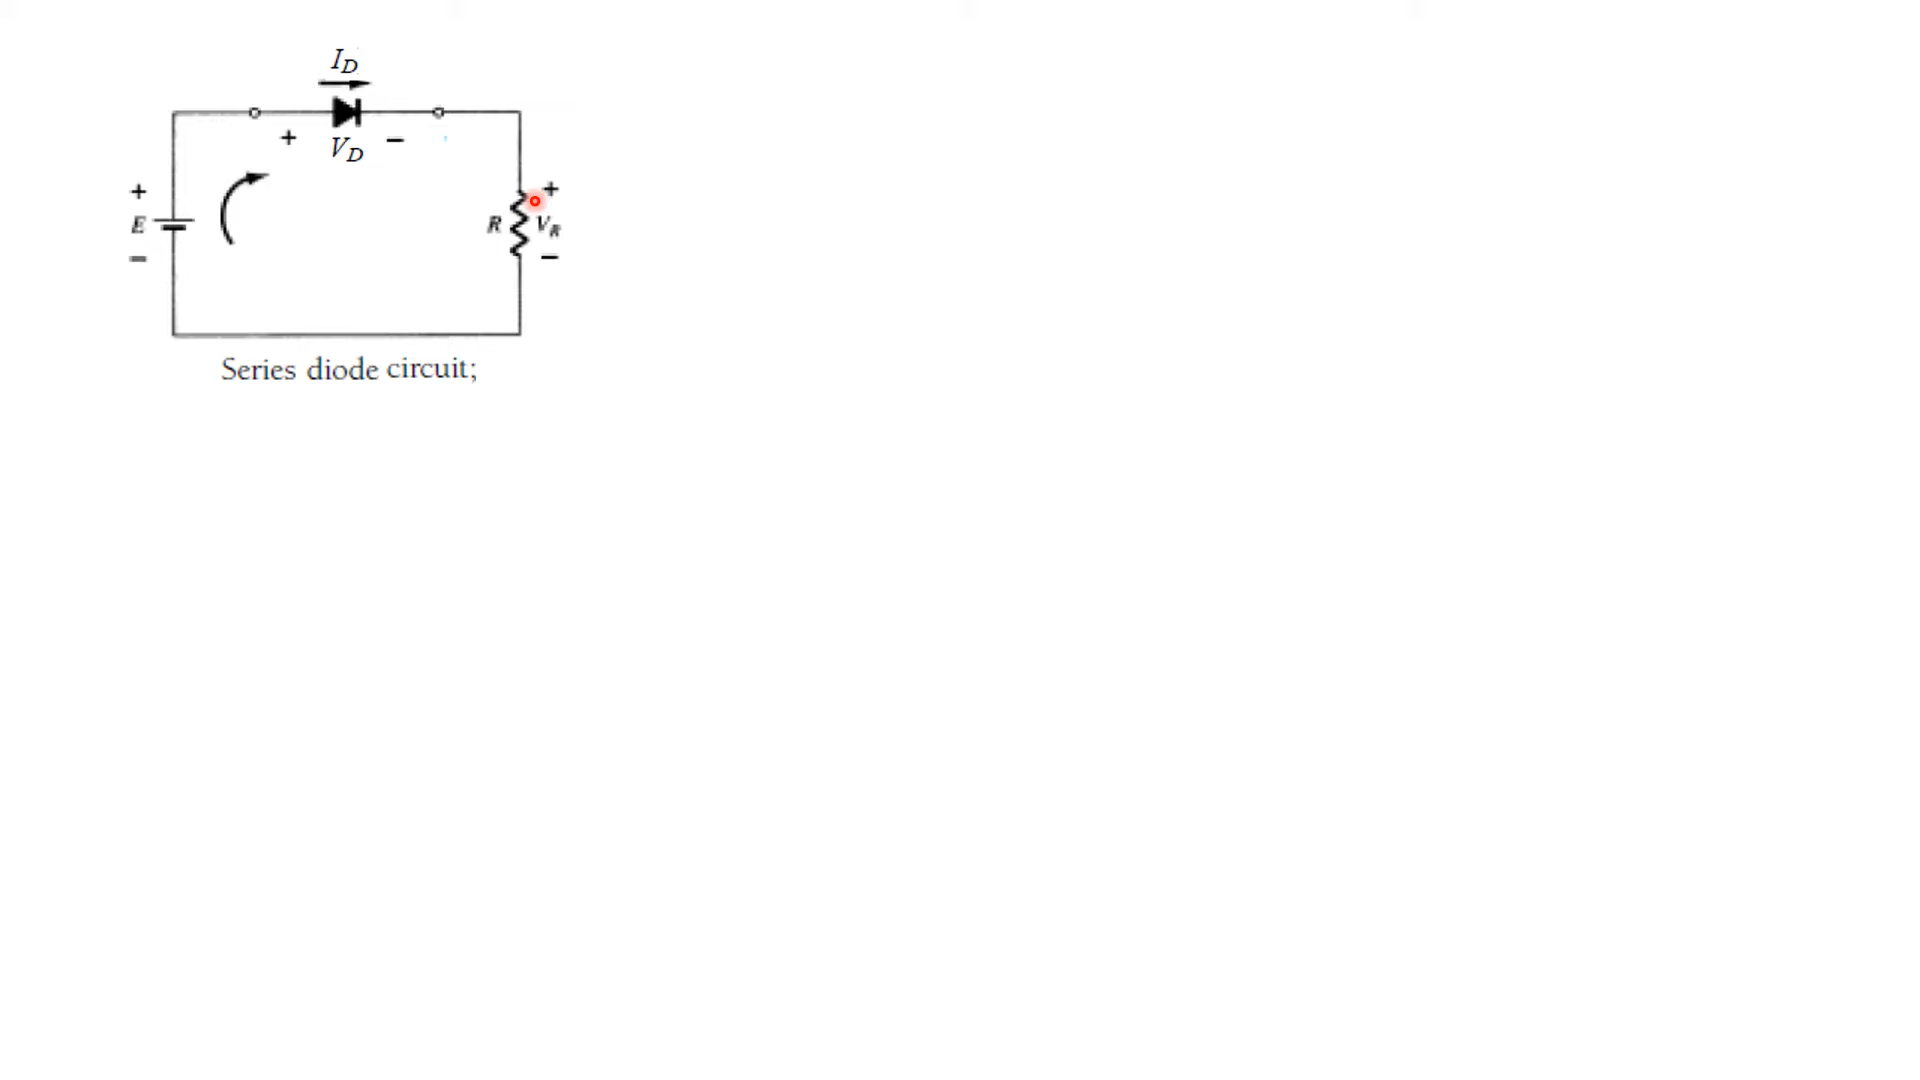 I_D
+ V_D −
+
E
−
R
+
V_R
−
Series diode circuit;